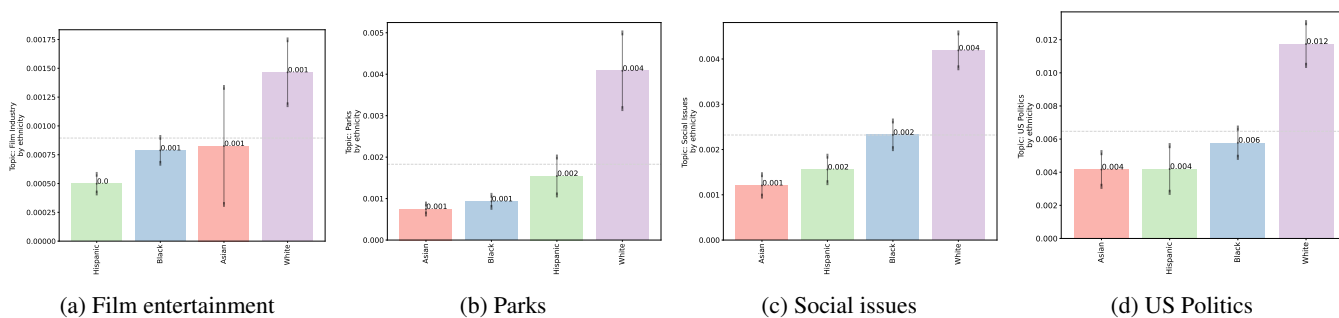 Topic: Film Industry
by ethnicity
0.00175
0.00150
0.00125
0.00100
0.00075
0.00050
0.00025
0.00000
0.0
0.001
0.001
0.001
Hispanic
Black
Asian
White
(a) Film entertainment
Topic: Parks
by ethnicity
0.005
0.004
0.003
0.002
0.001
0.000
0.001
0.001
0.002
0.004
Asian
Black
Hispanic
White
(b) Parks
Topic: Social issues
by ethnicity
0.004
0.003
0.002
0.001
0.000
0.001
0.002
0.002
0.004
Asian
Hispanic
Black
White
(c) Social issues
Topic: US Politics
by ethnicity
0.012
0.010
0.008
0.006
0.004
0.002
0.000
0.004
0.004
0.006
0.012
Asian
Hispanic
Black
White
(d) US Politics